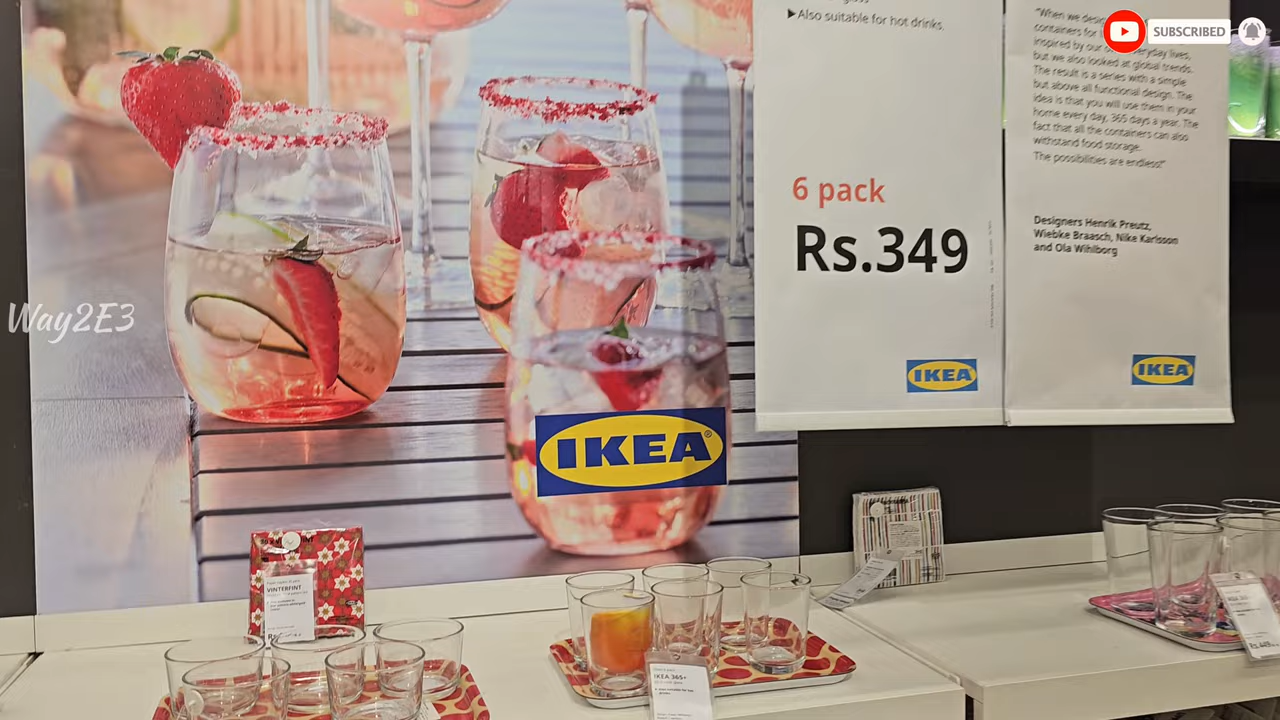 ▶Also suitable for hot drinks.
6 pack
Rs.349
IKEA
"When we
containers for
inspired by our everyday lives,
but we also looked at global trends.
The result is a series with a simple
but above all functional design. The
idea is that you will use them in your
home every day, 365 days a year. The
fact that all the containers can also
withstand food storage.
The possibilities are endless!"
Designers Henrik Preutz,
Wiebke Braasch, Nike Karlsson
and Ola Wihlborg
IKEA
SUBSCRIBED
Way2E3
IKEA®
VINTERFINT
IKEA 365+